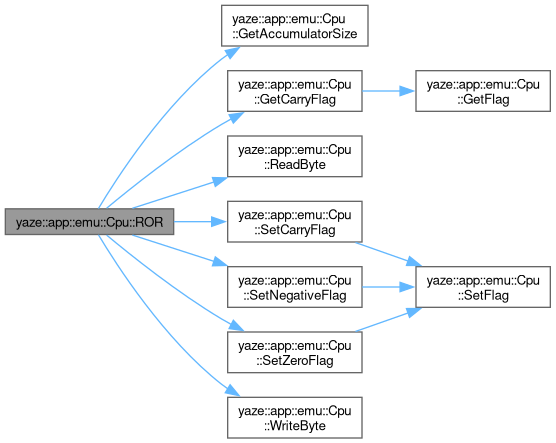 yaze::app::emu::Cpu
::GetAccumulatorSize
yaze::app::emu::Cpu
::GetCarryFlag
yaze::app::emu::Cpu
::GetFlag
yaze::app::emu::Cpu
::ReadByte
yaze::app::emu::Cpu::ROR
yaze::app::emu::Cpu
::SetCarryFlag
yaze::app::emu::Cpu
::SetNegativeFlag
yaze::app::emu::Cpu
::SetFlag
yaze::app::emu::Cpu
::SetZeroFlag
yaze::app::emu::Cpu
::WriteByte